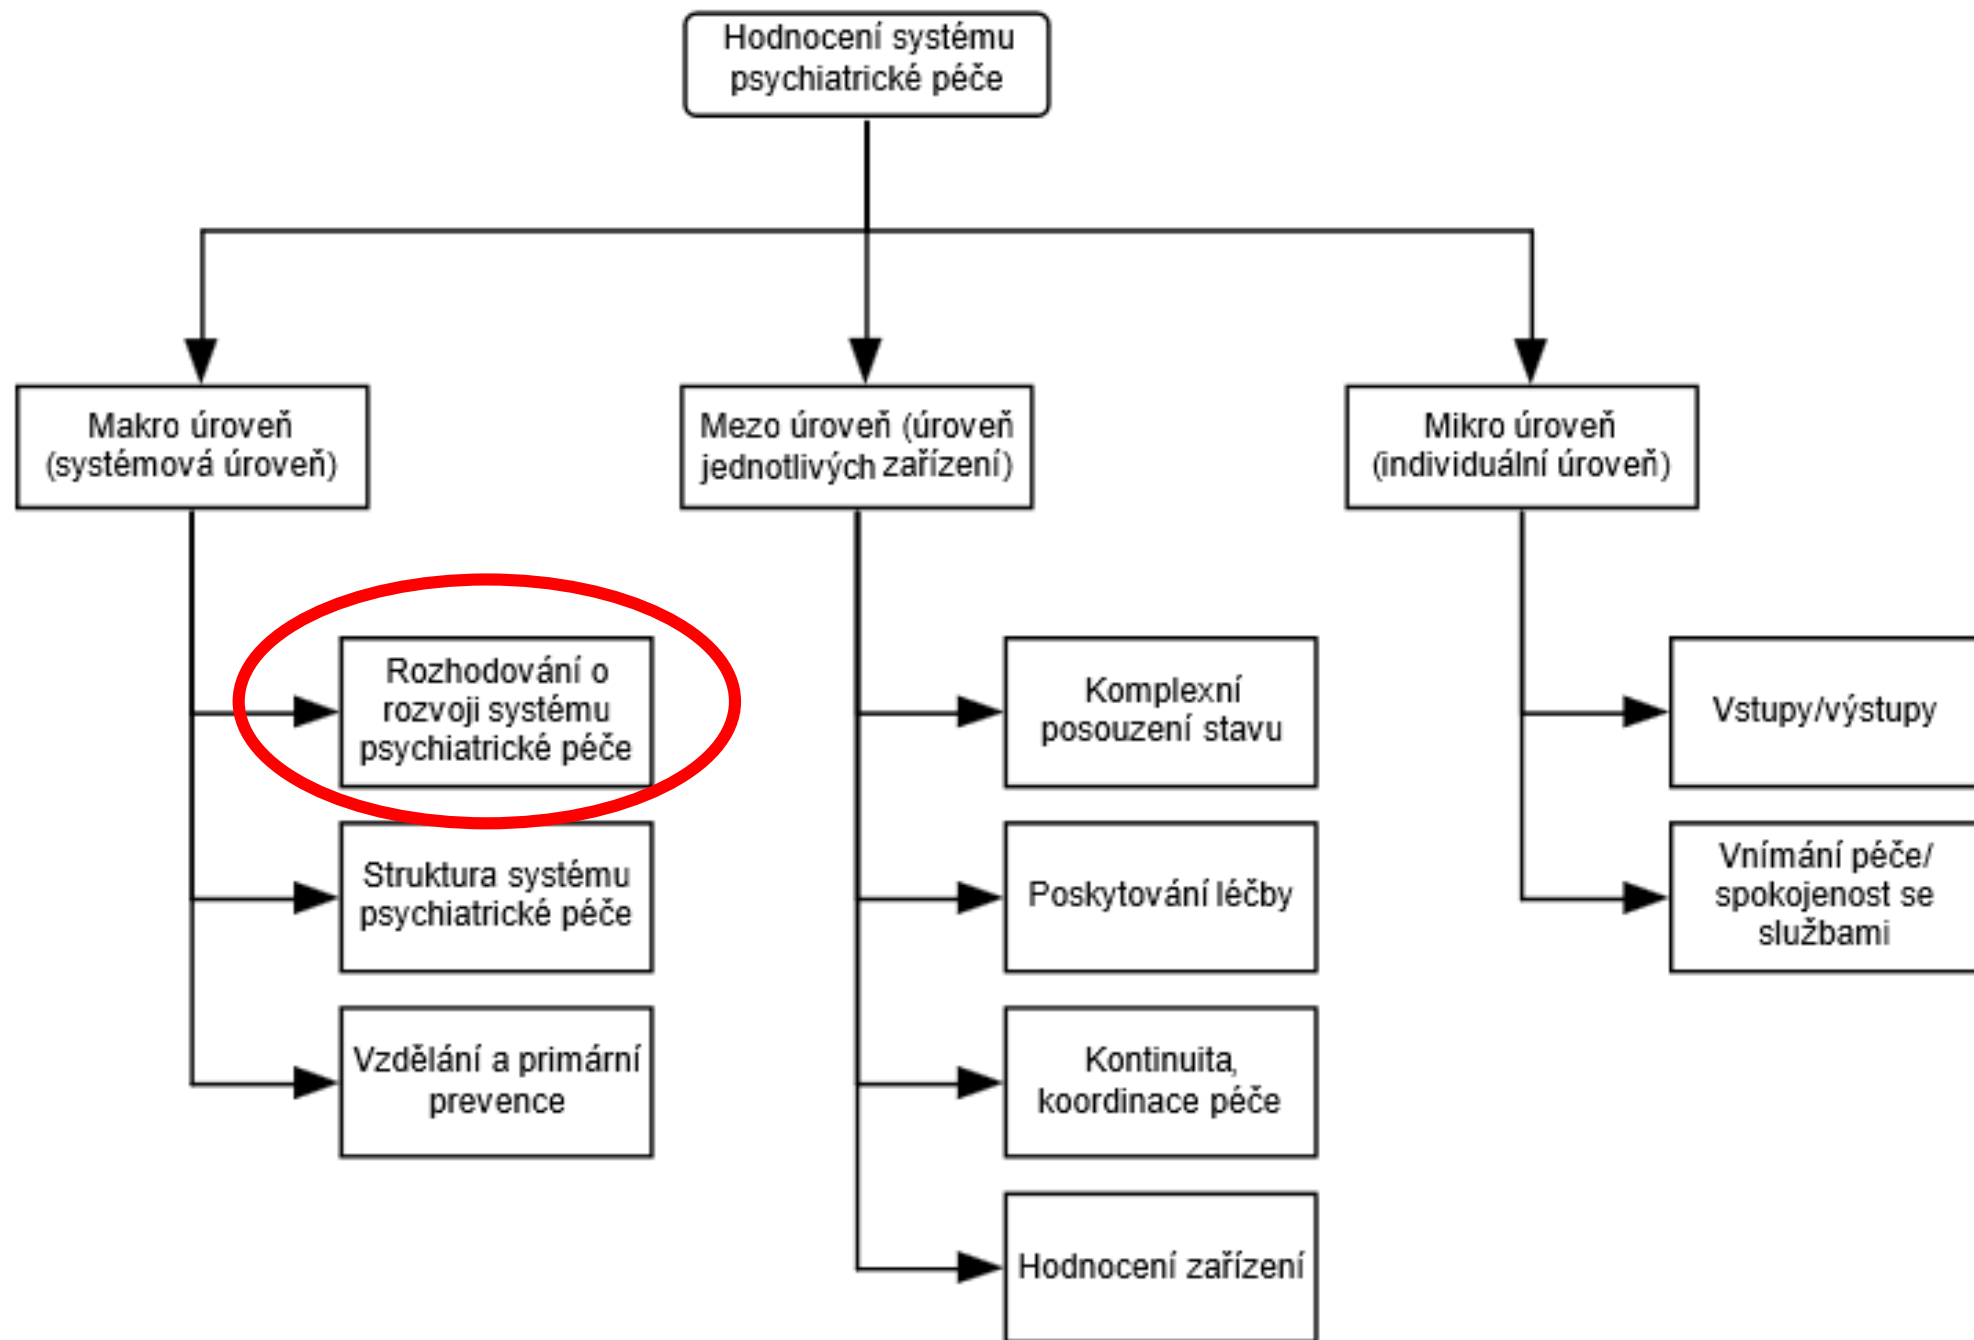 Hodnocení systému
psychiatrické péče
Makro úroveň
(systémová úroveň)
Mezo úroveň (úroveň
jednotlivých zařízení)
Mikro úroveň
(individuální úroveň)
Rozhodování o
rozvoji systému
psychiatrické péče
Struktura systému
psychiatrické péče
Vzdělání a primární
prevence
Komplexní
posouzení stavu
Poskytování léčby
Kontinuita,
koordinace péče
Hodnocení zařízení
Vstupy/výstupy
Vnímání péče/
spokojenost se
službami